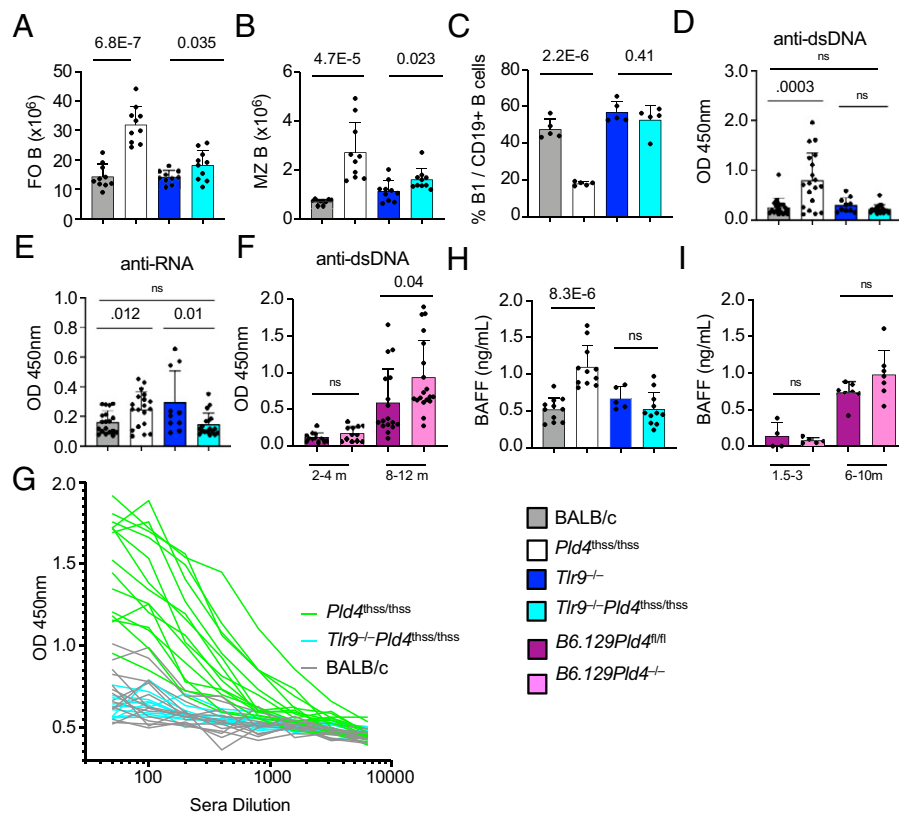 A
6.8E-7
0.035
FO B (x10⁶)
50
40
30
20
10
0
B
4.7E-5
0.023
MZ B (x10⁶)
6
4
2
0
C
2.2E-6
0.41
% B1 / CD19+ B cells
80
60
40
20
0
D
anti-dsDNA
ns
.0003
ns
OD 450nm
2.0
1.0
0.0
E
anti-RNA
ns
.012
0.01
OD 450nm
1.0
0.8
0.6
0.4
0.2
0.0
F
anti-dsDNA
0.04
ns
OD 450nm
2.0
1.5
1.0
0.5
0.0
2-4 m
8-12 m
H
8.3E-6
ns
BAFF (ng/mL)
2.0
1.5
1.0
0.5
0.0
I
ns
ns
BAFF (ng/mL)
2.0
1.5
1.0
0.5
0.0
1.5-3
6-10m
G
OD 450nm
2.0
1.5
1.0
0.5
100
1000
10000
Sera Dilution
Pld4thss/thss
Tlr9–/–Pld4thss/thss
BALB/c
BALB/c
Pld4thss/thss
Tlr9–/–
Tlr9–/–Pld4thss/thss
B6.129Pld4fl/fl
B6.129Pld4–/–